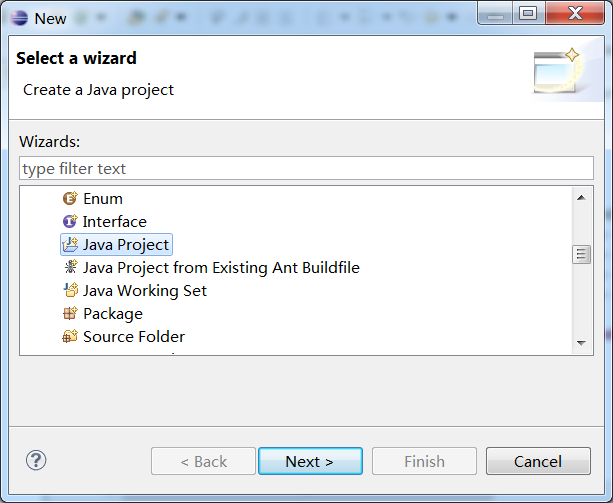 New
Select a wizard
Create a Java project
Wizards:
type filter text
Enum
Interface
Java Project
Java Project from Existing Ant Buildfile
Java Working Set
Package
Source Folder
< Back
Next >
Finish
Cancel